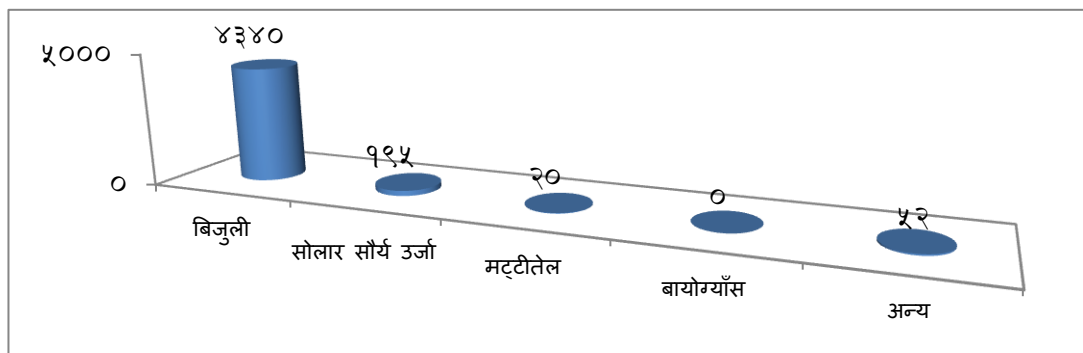 ४३४०
५०००
१९५
२०
०
५२
०
बिजुली
सोलार सौर्य उर्जा
मट्टीतेल
बायोग्याँस
अन्य